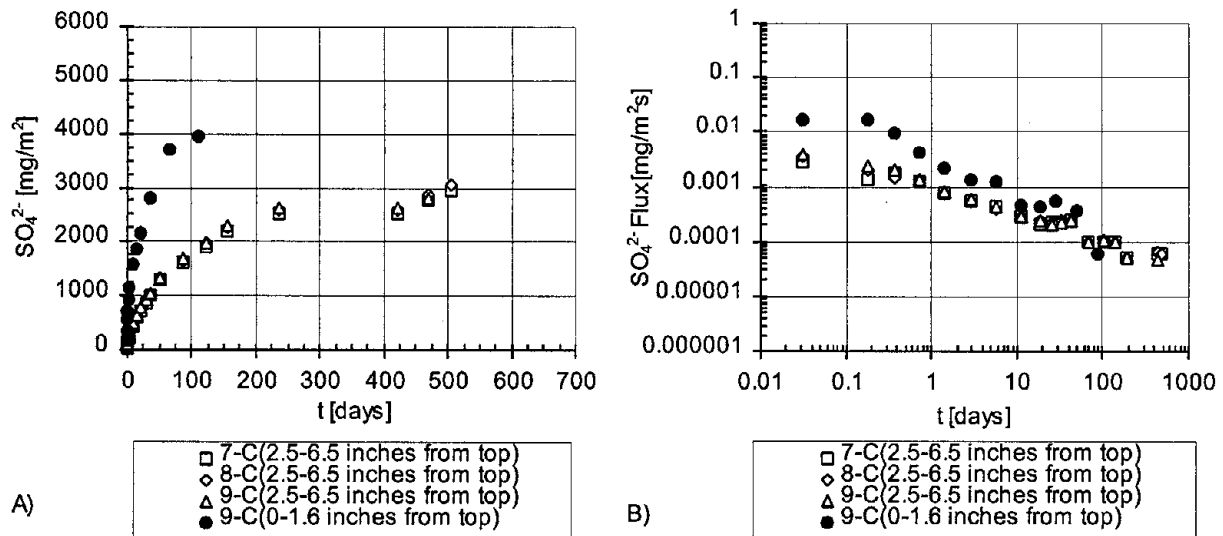 6000
5000
4000
3000
2000
1000
0
SO₄²⁻ [mg/m²]
0 100 200 300 400 500 600 700
t [days]
7-C(2.5-6.5 inches from top)
8-C(2.5-6.5 inches from top)
9-C(2.5-6.5 inches from top)
9-C(0-1.6 inches from top)
A)
1
0.1
0.01
0.001
0.0001
0.00001
0.000001
SO₄²⁻ Flux[mg/m²s]
0.01 0.1 1 10 100 1000
t [days]
7-C(2.5-6.5 inches from top)
8-C(2.5-6.5 inches from top)
9-C(2.5-6.5 inches from top)
9-C(0-1.6 inches from top)
B)